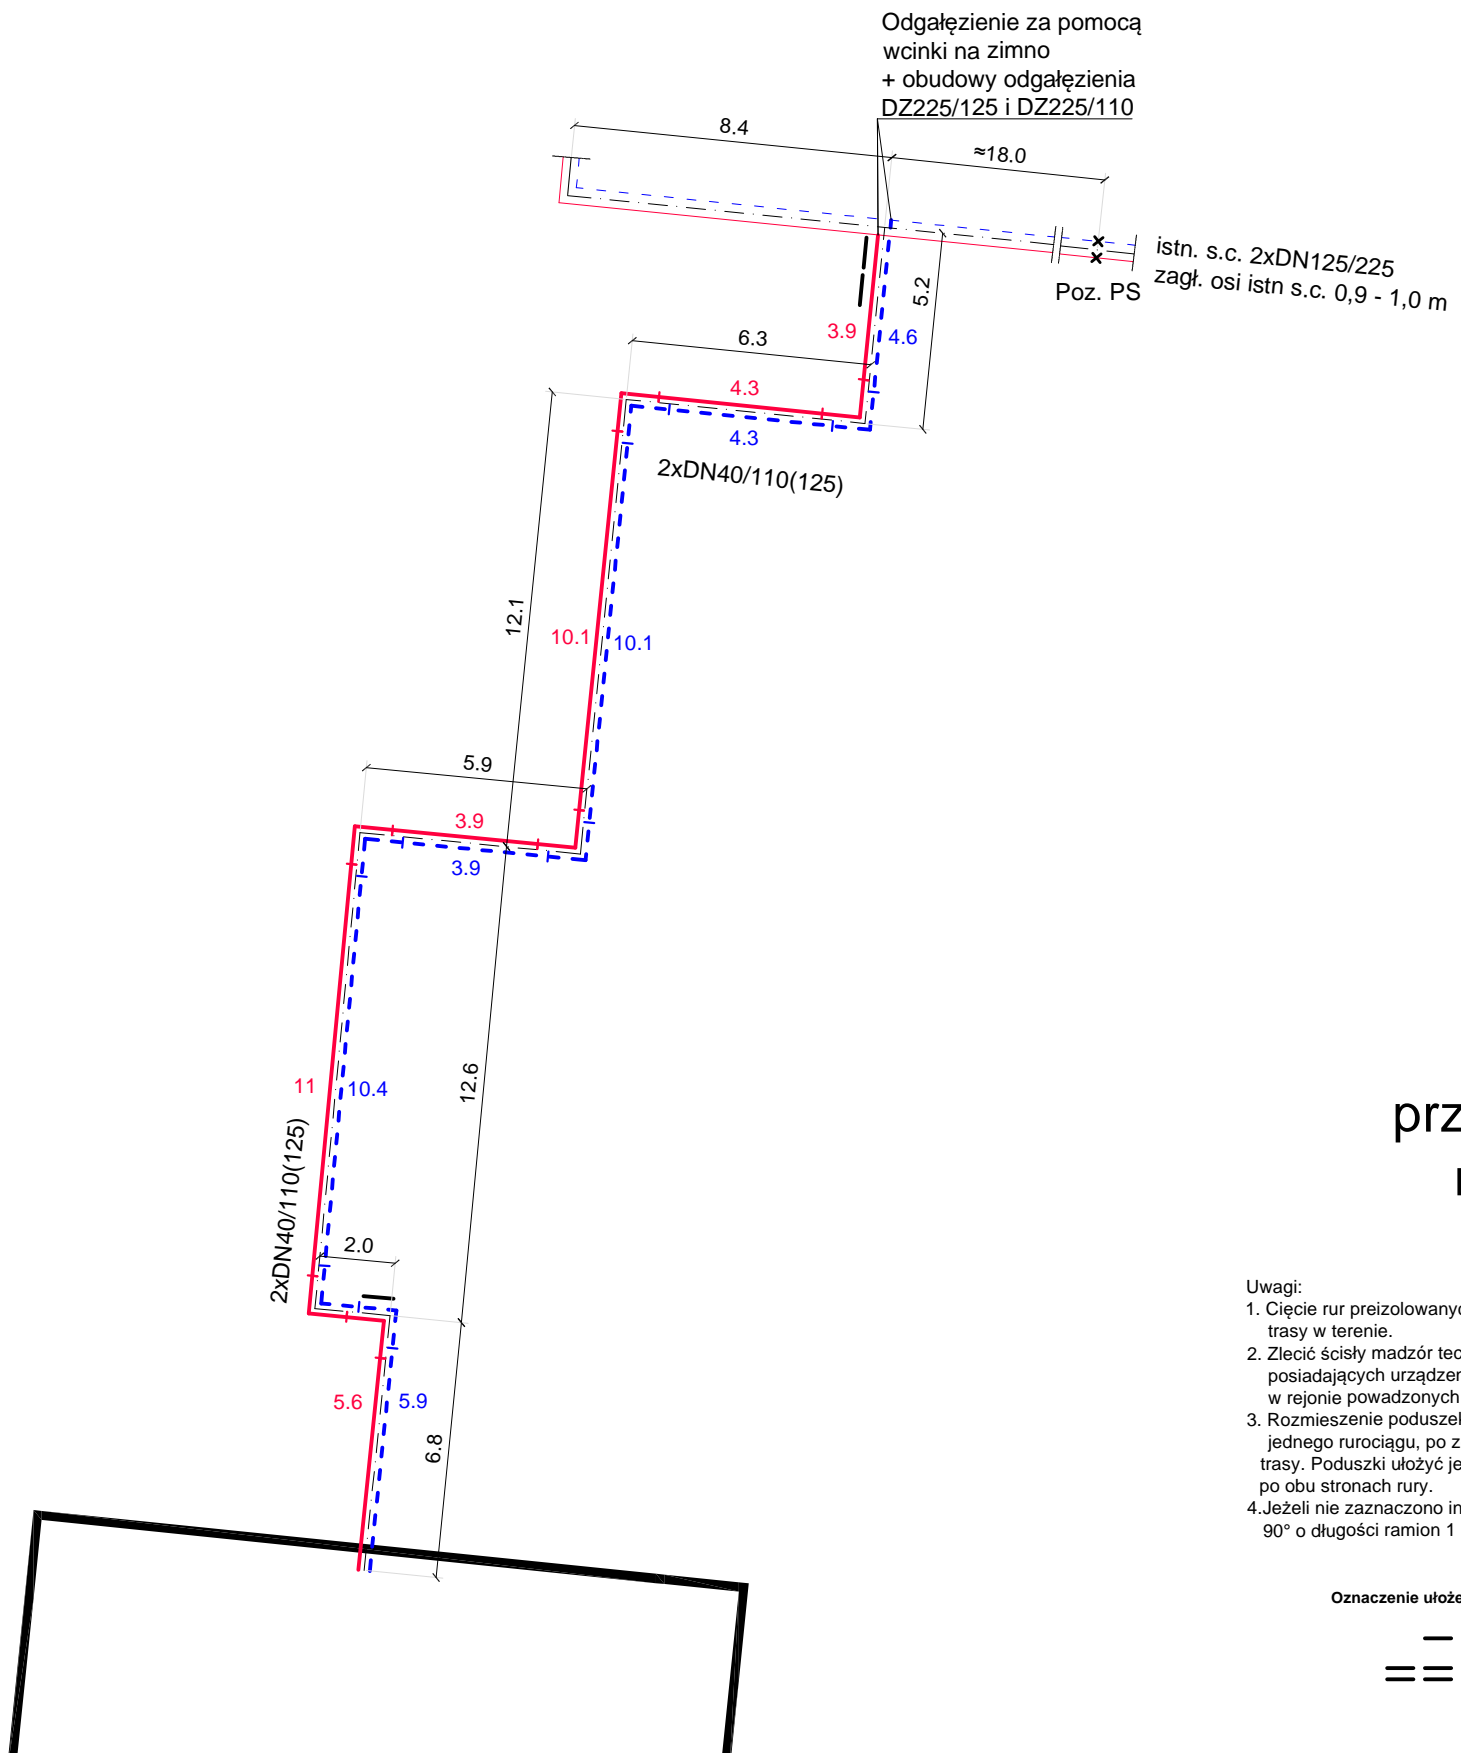 Odgałęzienie za pomocą
wcinki na zimno
+ obudowy odgałęzienia
DZ225/125 i DZ225/110
8.4
≈18.0
istn. s.c. 2xDN125/225
zagł. osi istn s.c. 0,9 - 1,0 m
Poz. PS
5.2
3.9
4.6
6.3
4.3
4.3
2xDN40/110(125)
12.1
10.1
10.1
5.9
3.9
3.9
12.6
11
10.4
2xDN40/110(125)
2.0
5.6
5.9
6.8
prz
Uwagi:
1. Cięcie rur preizolowanyc
trasy w terenie.
2. Zlecić ścisły madzór tec
posiadających urządzer
w rejonie powadzonych
3. Rozmieszenie poduszek
jednego rurociągu, po z
trasy. Poduszki ułożyć je
po obu stronach rury.
4.Jeżeli nie zaznaczono in
90° o długości ramion 1
Oznaczenie ułoże